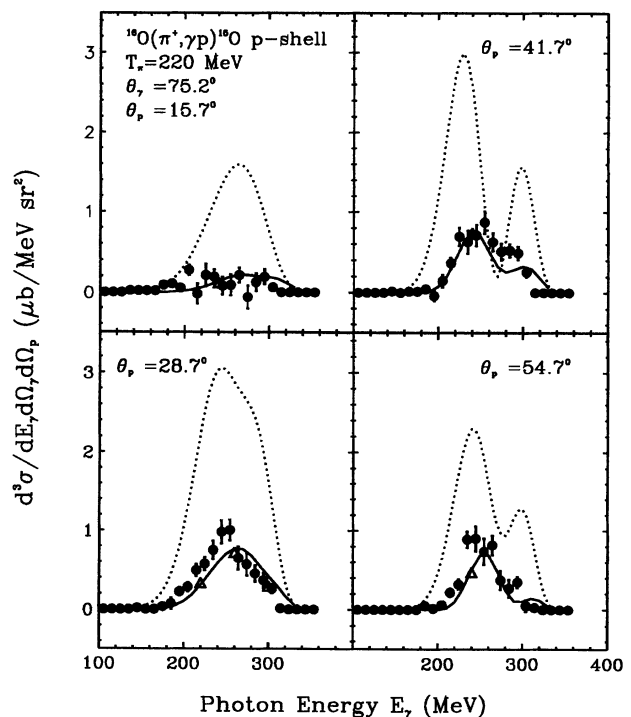 ¹⁶O(π⁺,γp)¹⁵O p-shell
T_π=220 MeV
θ_γ=75.2°
θ_p=15.7°
θ_p =41.7°
3
2
1
0
θ_p =28.7°
θ_p =54.7°
3
2
1
0
100
200
300
200
300
400
d³σ/dE_γdΩ_γdΩ_p (μb/MeV sr²)
Photon Energy E_γ (MeV)